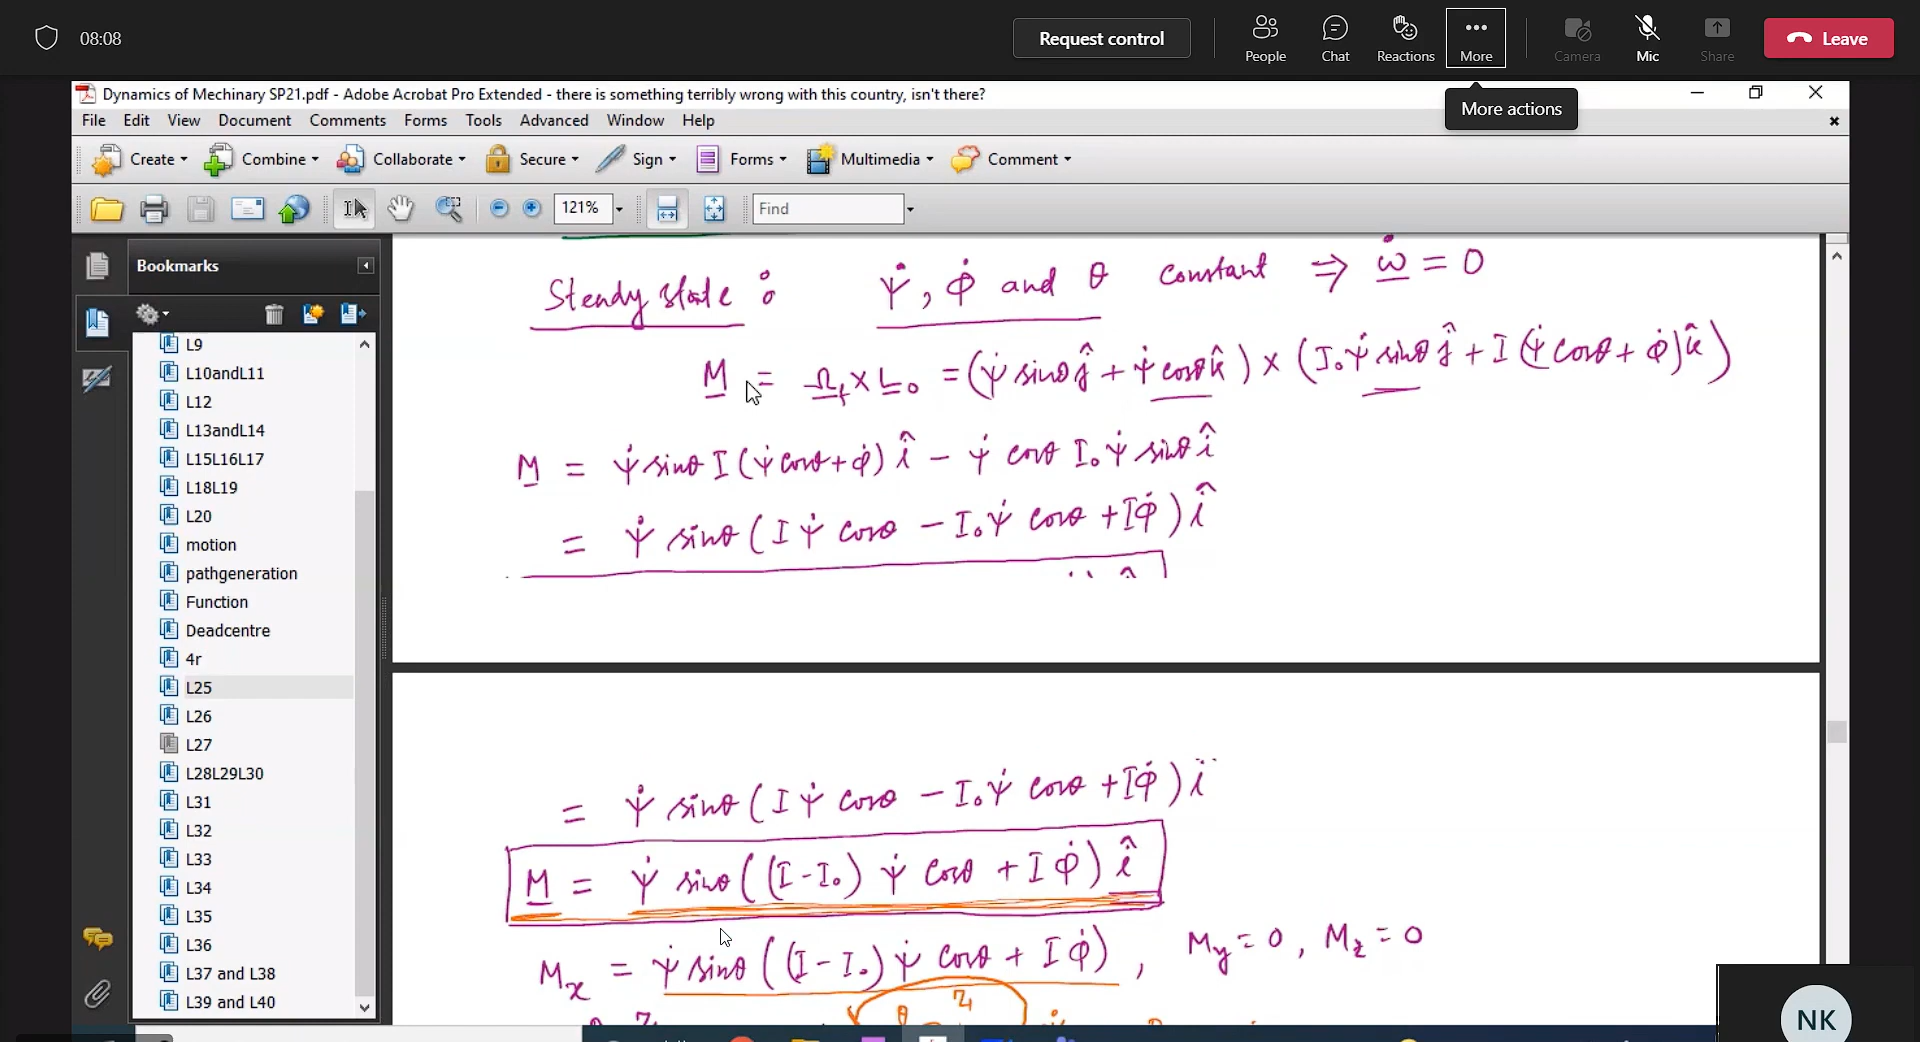 08:08
Request control
People
Chat
Reactions
More
Camera
Mic
Share
Leave
Dynamics of Mechinary SP21.pdf - Adobe Acrobat Pro Extended - there is something terribly wrong with this country, isn't there?
More actions
File Edit View Document Comments Forms Tools Advanced Window Help
Create Combine Collaborate Secure Sign Forms Multimedia Comment
121%
Find
Bookmarks
L9
L10andL11
L12
L13andL14
L15L16L17
L18L19
L20
motion
pathgeneration
Function
Deadcentre
4r
L25
L26
L27
L28L29L30
L31
L32
L33
L34
L35
L36
L37 and L38
L39 and L40
Steady state : ψ̇, φ̇ and θ constant ⇒ ω̇ = 0
M = Ω_f × L₀ = (ψ̇ sinθ ĵ + ψ̇ cosθ k̂) × (I₀ ψ̇ sinθ ĵ + I (ψ̇ cosθ + φ̇) k̂)
M = ψ̇ sinθ I (ψ̇ cosθ + φ̇) î − ψ̇ cosθ I₀ ψ̇ sinθ î
= ψ̇ sinθ (I ψ̇ cosθ − I₀ ψ̇ cosθ + I φ̇) î
= ψ̇ sinθ (I ψ̇ cosθ − I₀ ψ̇ cosθ + I φ̇) i
M = ψ̇ sinθ ((I − I₀) ψ̇ cosθ + I φ̇) î
Mx = ψ̇ sinθ ((I − I₀) ψ̇ cosθ + I φ̇) , My = 0 , Mz = 0
NK